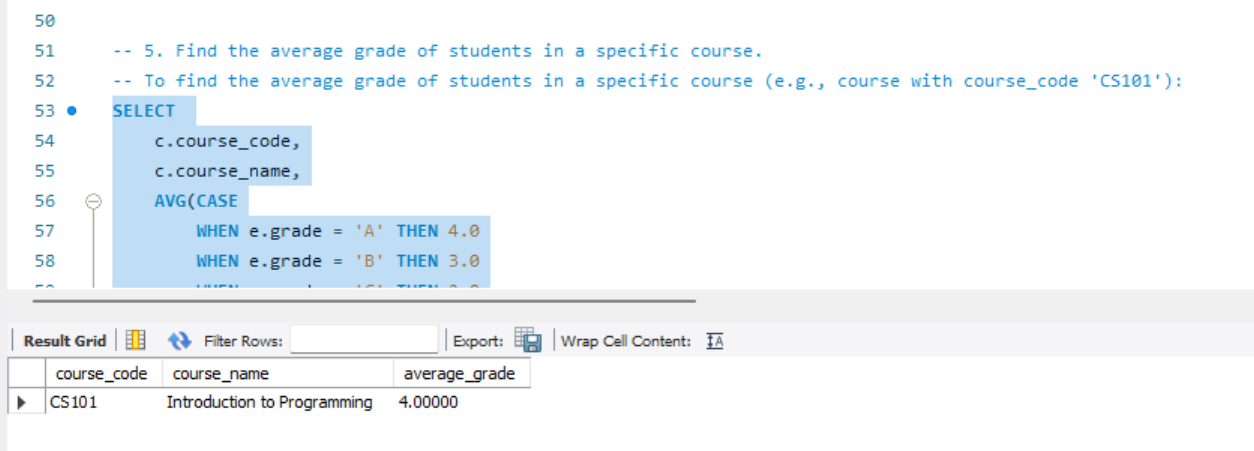 50
51 -- 5. Find the average grade of students in a specific course.
52 -- To find the average grade of students in a specific course (e.g., course with course_code 'CS101'):
53 SELECT
54 c.course_code,
55 c.course_name,
56 AVG(CASE
57 WHEN e.grade = 'A' THEN 4.0
58 WHEN e.grade = 'B' THEN 3.0
Result Grid Filter Rows: Export: Wrap Cell Content:
course_code course_name average_grade
CS101 Introduction to Programming 4.00000